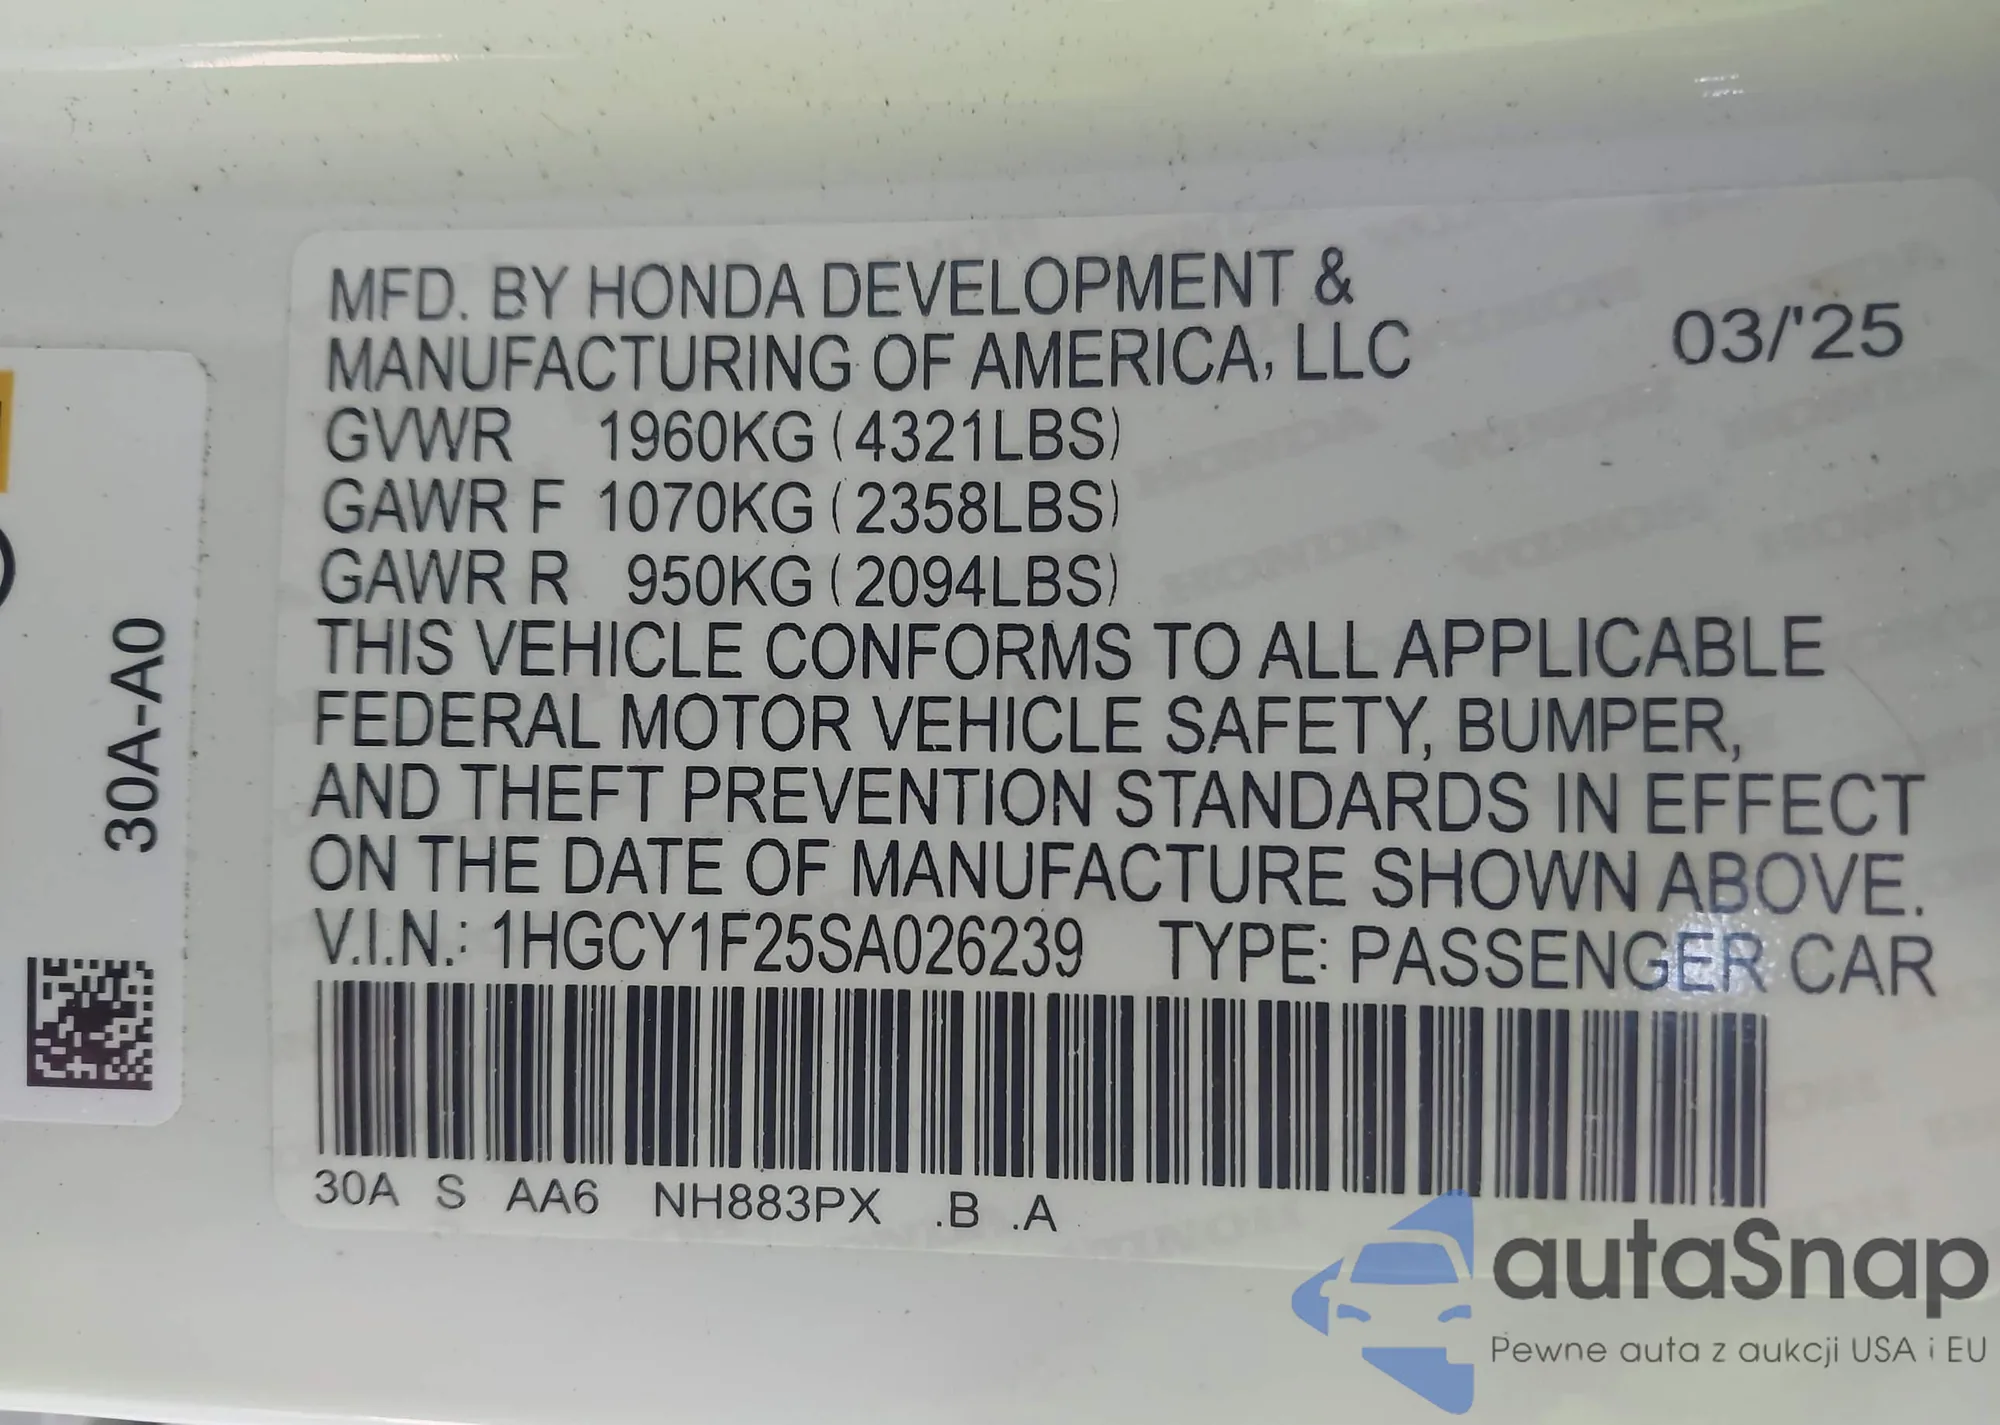 MFD. BY HONDA DEVELOPMENT &
MANUFACTURING OF AMERICA, LLC
03/'25
GVWR 1960KG (4321LBS)
GAWR F 1070KG (2358LBS)
GAWR R 950KG (2094LBS)
THIS VEHICLE CONFORMS TO ALL APPLICABLE
FEDERAL MOTOR VEHICLE SAFETY, BUMPER,
AND THEFT PREVENTION STANDARDS IN EFFECT
ON THE DATE OF MANUFACTURE SHOWN ABOVE.
V.I.N.: 1HGCY1F25SA026239 TYPE: PASSENGER CAR
30A S AA6 NH883PX .B .A
30A-A0
autaSnap
Pewne auta z aukcji USA i EU